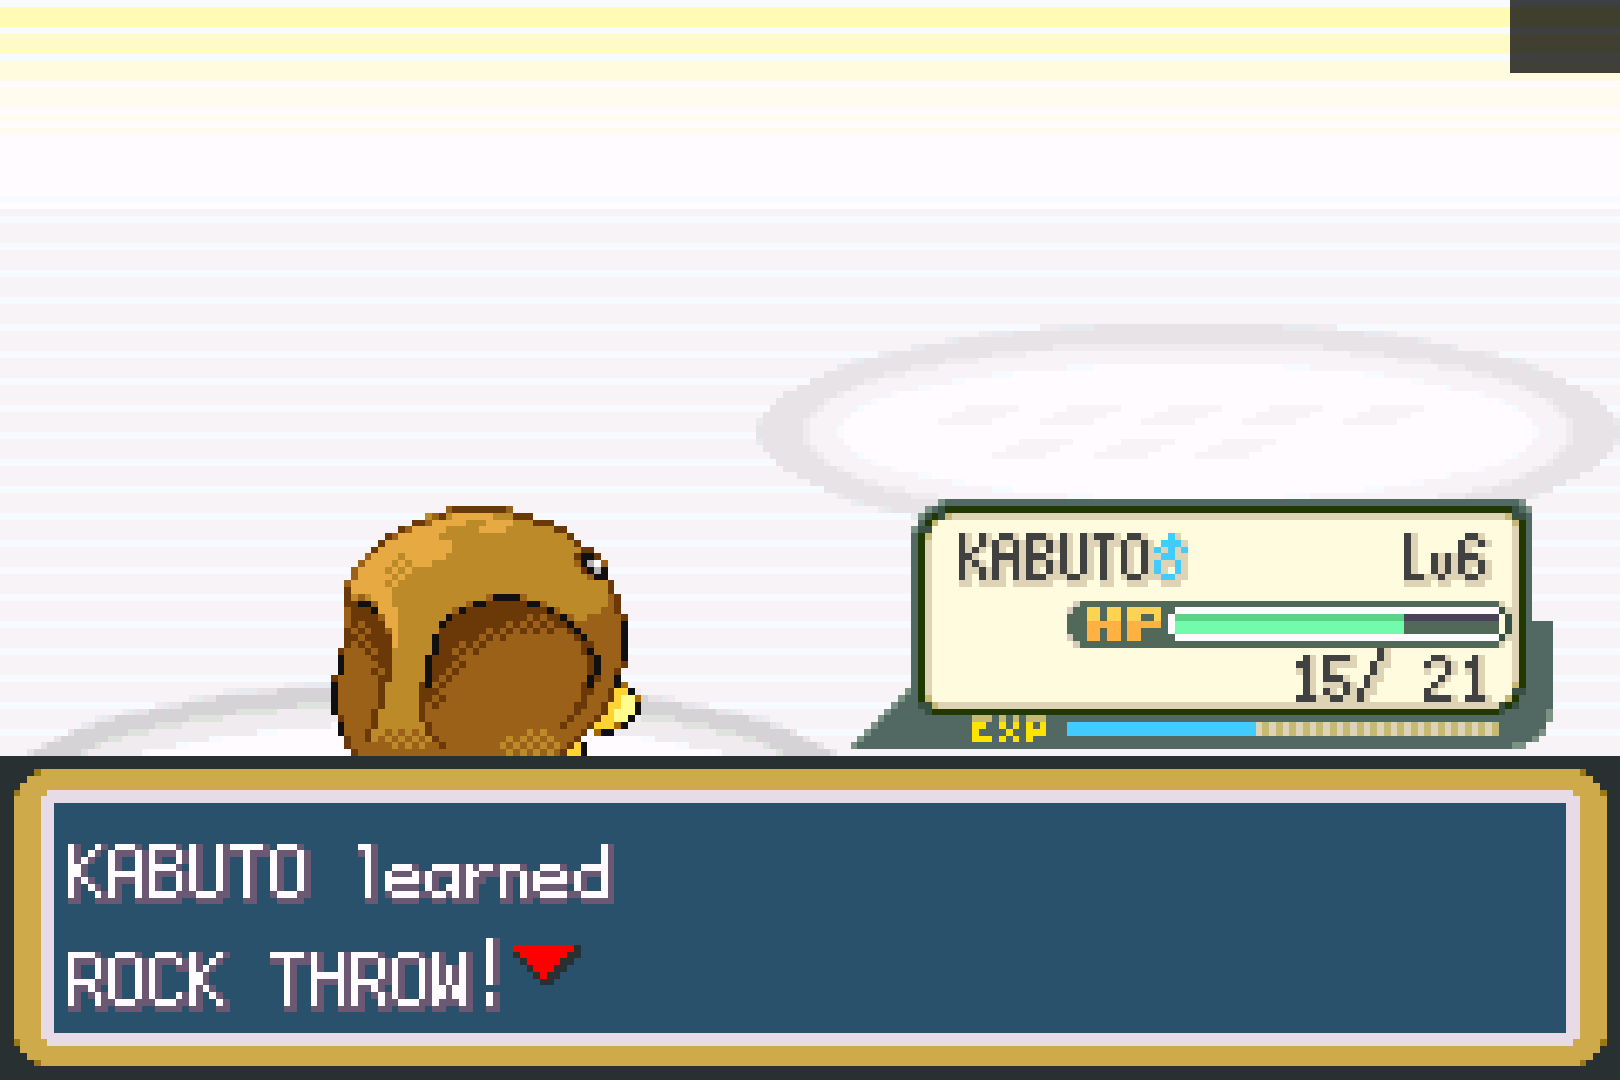 KABUTO♂ Lv6
HP
15/ 21
EXP
KABUTO learned
ROCK THROW!